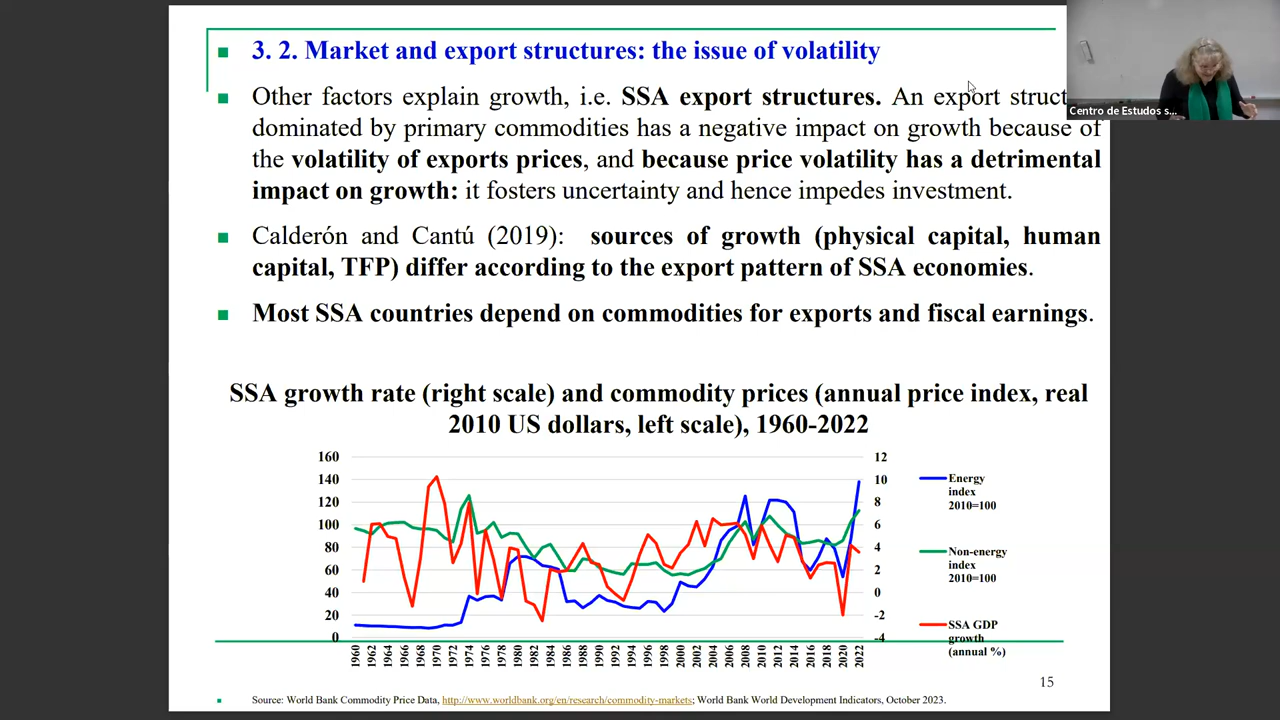 3. 2. Market and export structures: the issue of volatility
Other factors explain growth, i.e. SSA export structures. An export
dominated by primary commodities has a negative impact on growth because of
the volatility of exports prices, and because price volatility has a detrimental
impact on growth: it fosters uncertainty and hence impedes investment.
Calderón and Cantú (2019): sources of growth (physical capital, human
capital, TFP) differ according to the export pattern of SSA economies.
Most SSA countries depend on commodities for exports and fiscal earnings.
SSA growth rate (right scale) and commodity prices (annual price index, real
2010 US dollars, left scale), 1960-2022
160
140
120
100
80
60
40
20
0
12
10
8
6
4
2
0
-2
-4
1960
1962
1964
1966
1968
1970
1972
1974
1976
1978
1980
1982
1984
1986
1988
1990
1992
1994
1996
1998
2000
2002
2004
2006
2008
2010
2012
2014
2016
2018
2020
2022
Energy
index
2010=100
Non-energy
index
2010=100
SSA GDP
growth
(annual %)
15
Source: World Bank Commodity Price Data, http://www.worldbank.org/en/research/commodity-markets; World Bank World Development Indicators, October 2023.
Centro de Estudos s...